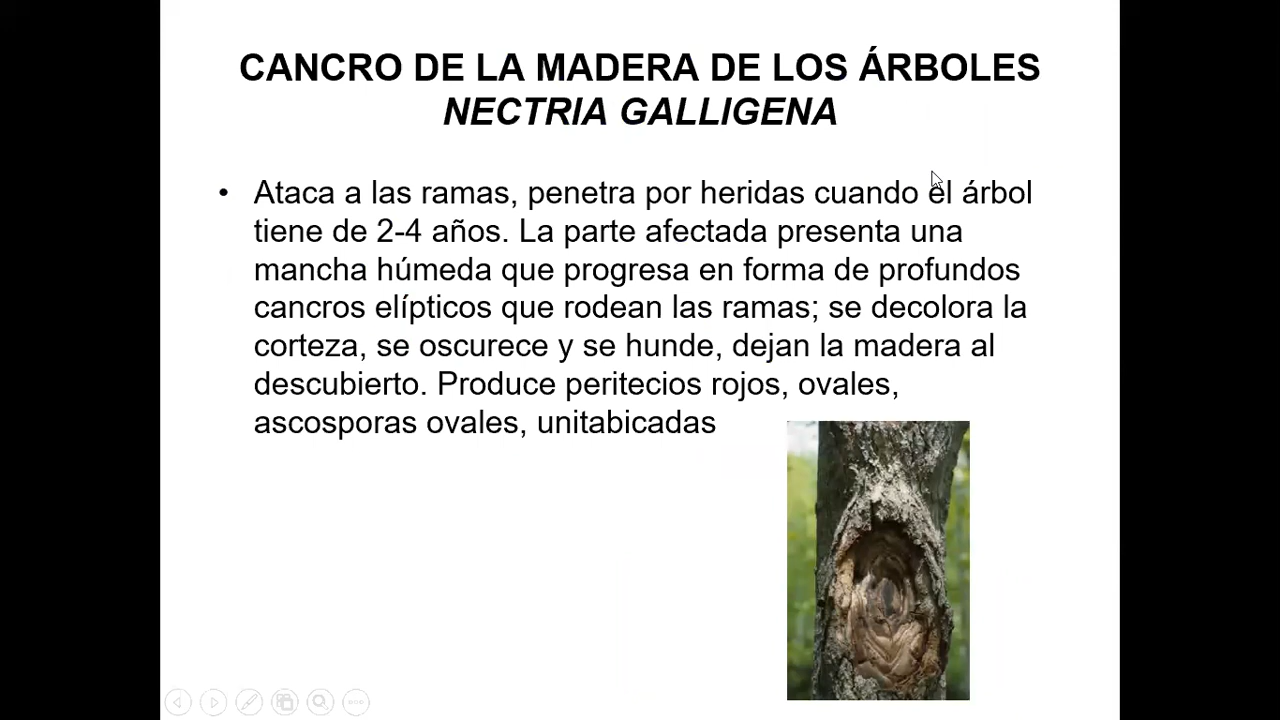 CANCRO DE LA MADERA DE LOS ÁRBOLES
NECTRIA GALLIGENA
• Ataca a las ramas, penetra por heridas cuando el árbol
tiene de 2-4 años. La parte afectada presenta una
mancha húmeda que progresa en forma de profundos
cancros elípticos que rodean las ramas; se decolora la
corteza, se oscurece y se hunde, dejan la madera al
descubierto. Produce peritecios rojos, ovales,
ascosporas ovales, unitabicadas